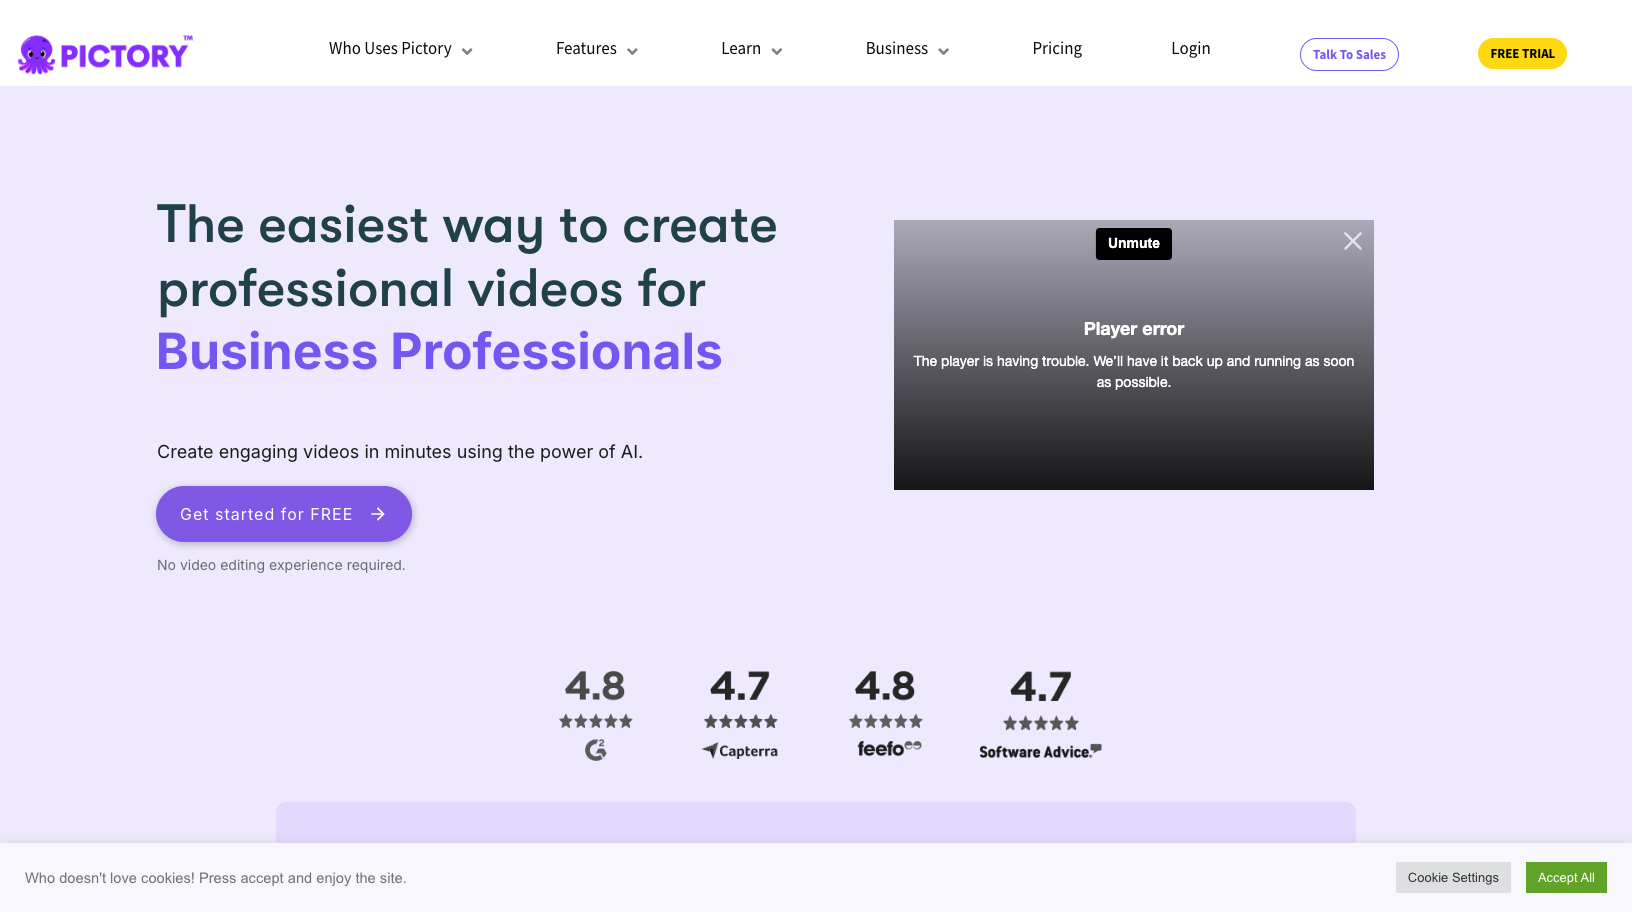 PICTORY™
Who Uses Pictory
Features
Learn
Business
Pricing
Login
Talk To Sales
FREE TRIAL
The easiest way to create
professional videos for
Business Professionals
Create engaging videos in minutes using the power of AI.
Get started for FREE
No video editing experience required.
Unmute
Player error
The player is having trouble. We'll have it back up and running as soon
as possible.
4.8
G2
4.7
Capterra
4.8
feefo
4.7
Software Advice.
Who doesn't love cookies! Press accept and enjoy the site.
Cookie Settings
Accept All